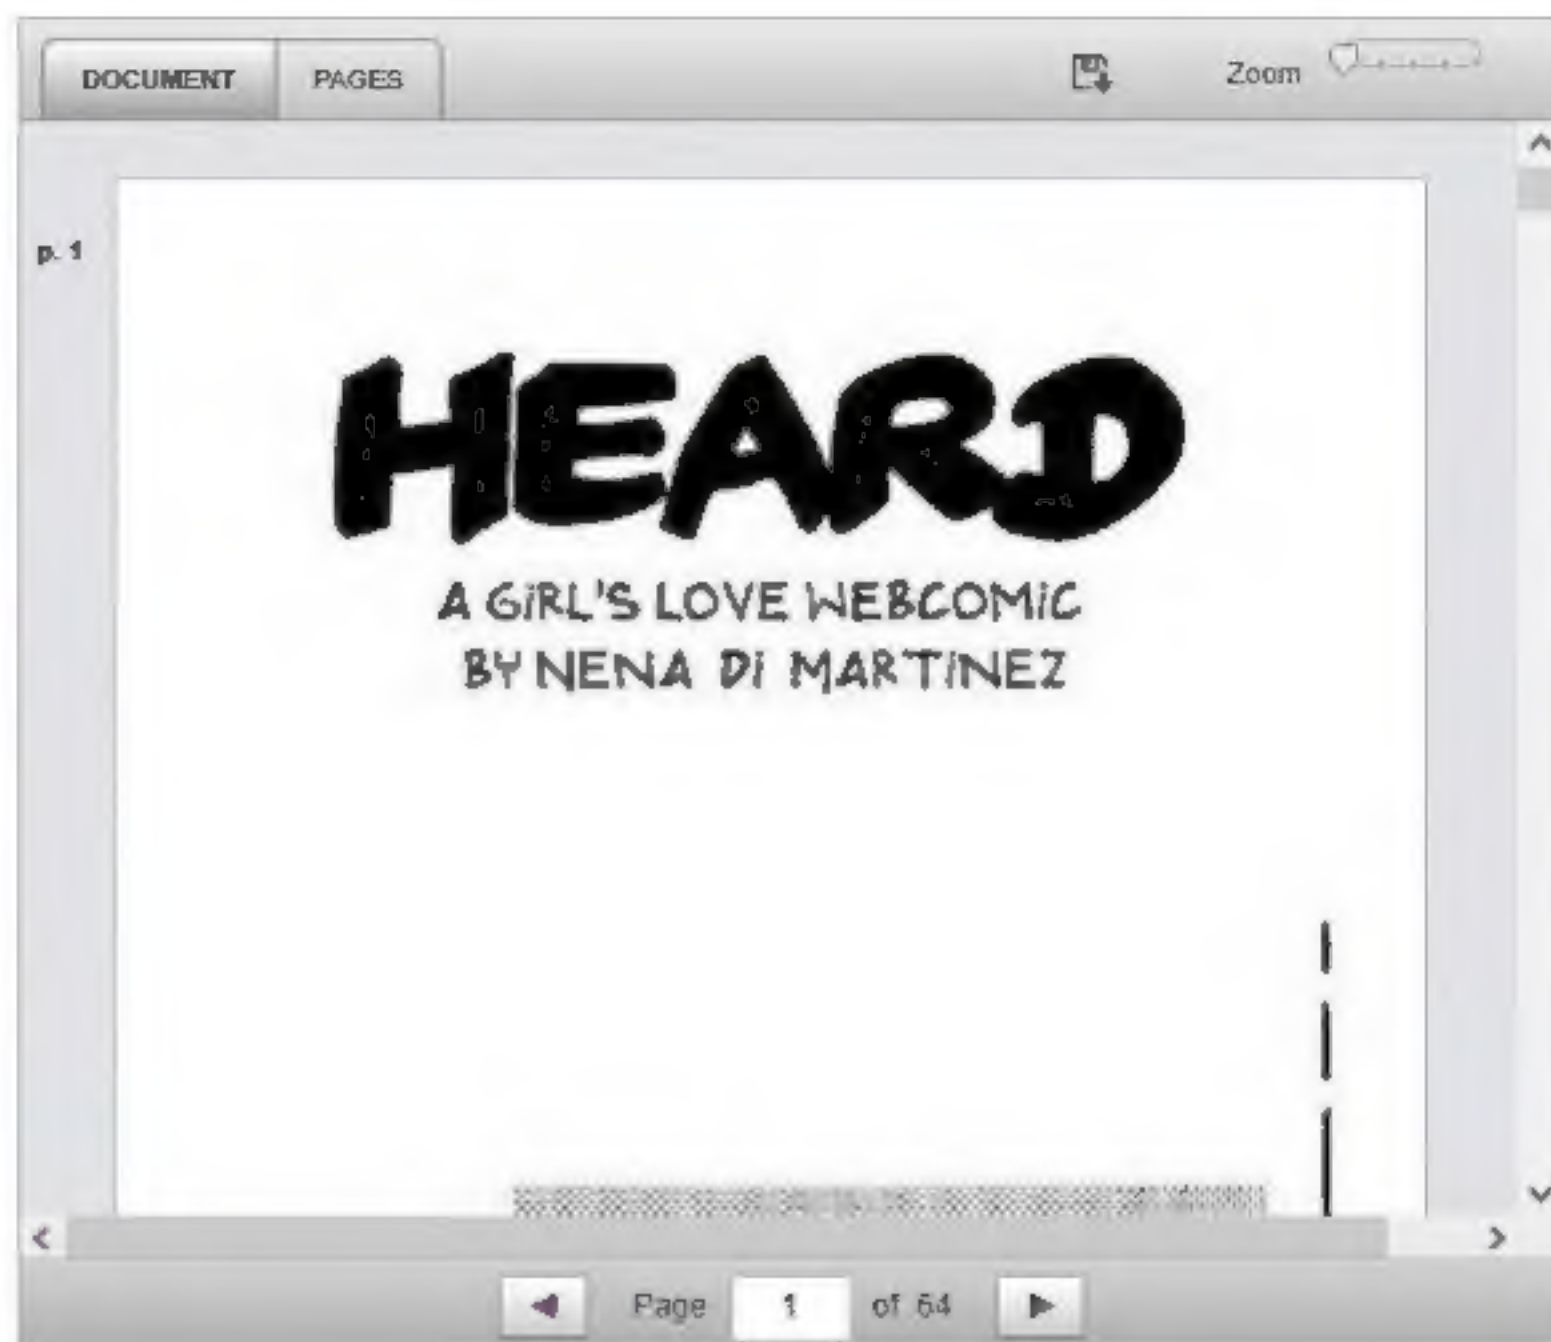 DOCUMENT PAGES Zoom
p. 1
HEARD
A GiRL'S LOVE WEBCOMiC
BY NENA Di MARTiNEZ
Page 1 of 64